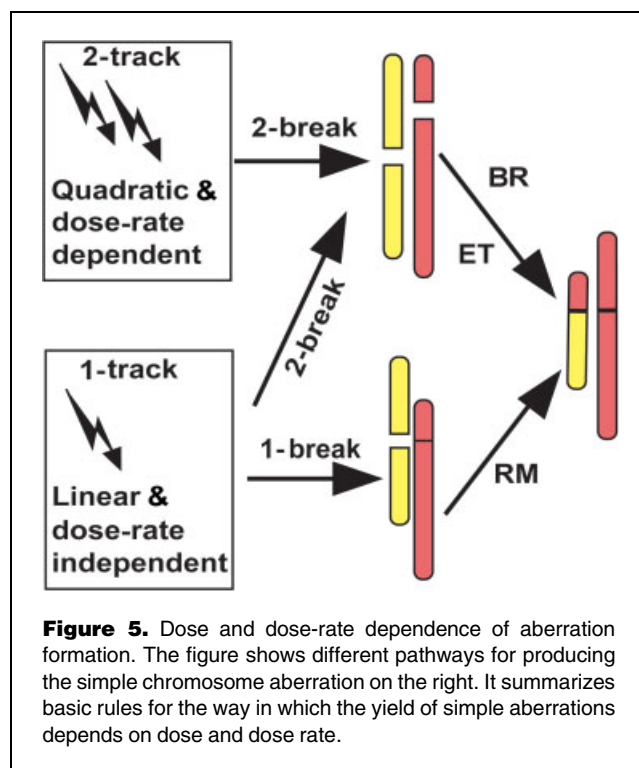 2-track
Quadratic &
dose-rate
dependent
2-break
BR
ET
2-break
1-track
Linear &
dose-rate
independent
1-break
RM
Figure 5. Dose and dose-rate dependence of aberration
formation. The figure shows different pathways for producing
the simple chromosome aberration on the right. It summarizes
basic rules for the way in which the yield of simple aberrations
depends on dose and dose rate.